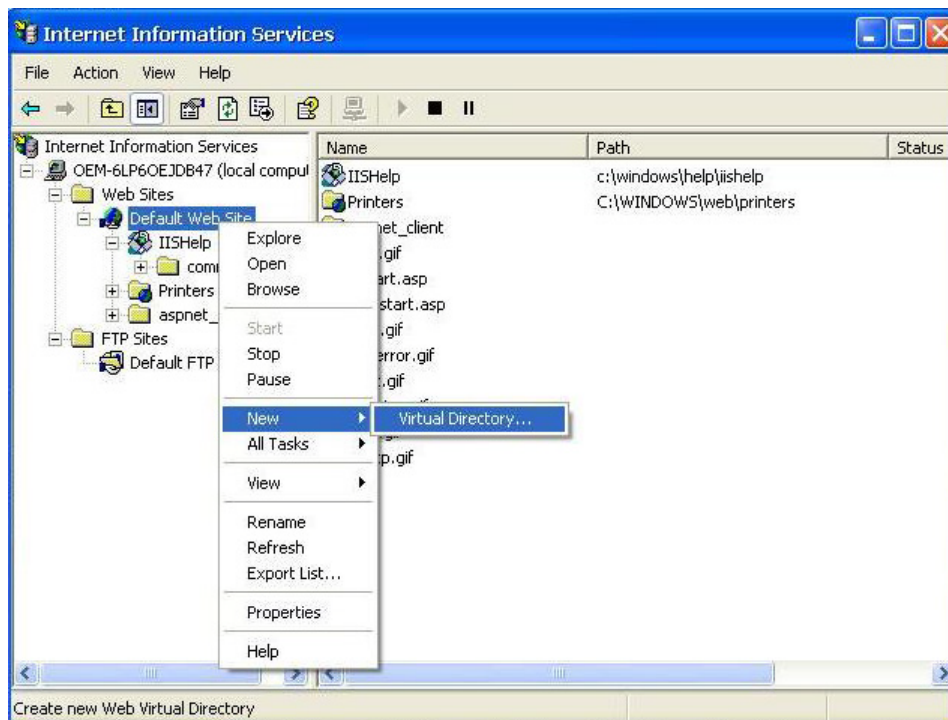 Internet Information Services
File Action View Help
Internet Information Services
OEM-6LP6OEJDB47 (local comput
Web Sites
Default Web Site
IISHelp
com
Printers
aspnet_
FTP Sites
Default FTP
Name Path Status
IISHelp c:\windows\help\iishelp
Printers C:\WINDOWS\web\printers
net_client
.gif
art.asp
start.asp
.gif
error.gif
.gif
p.gif
Explore
Open
Browse
Start
Stop
Pause
New
Virtual Directory...
All Tasks
View
Rename
Refresh
Export List...
Properties
Help
Create new Web Virtual Directory